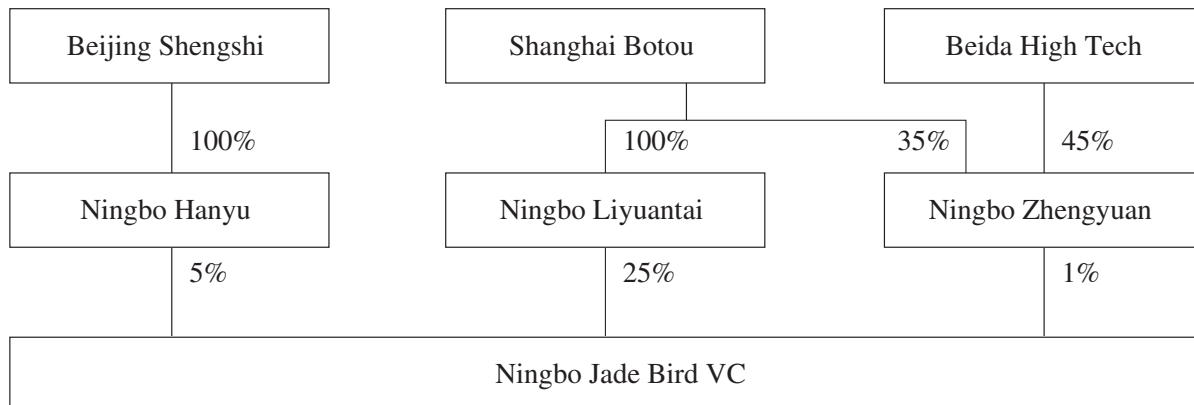 Beijing Shengshi
Shanghai Botou
Beida High Tech
100%
100%
35%
45%
Ningbo Hanyu
Ningbo Liyuantai
Ningbo Zhengyuan
5%
25%
1%
Ningbo Jade Bird VC